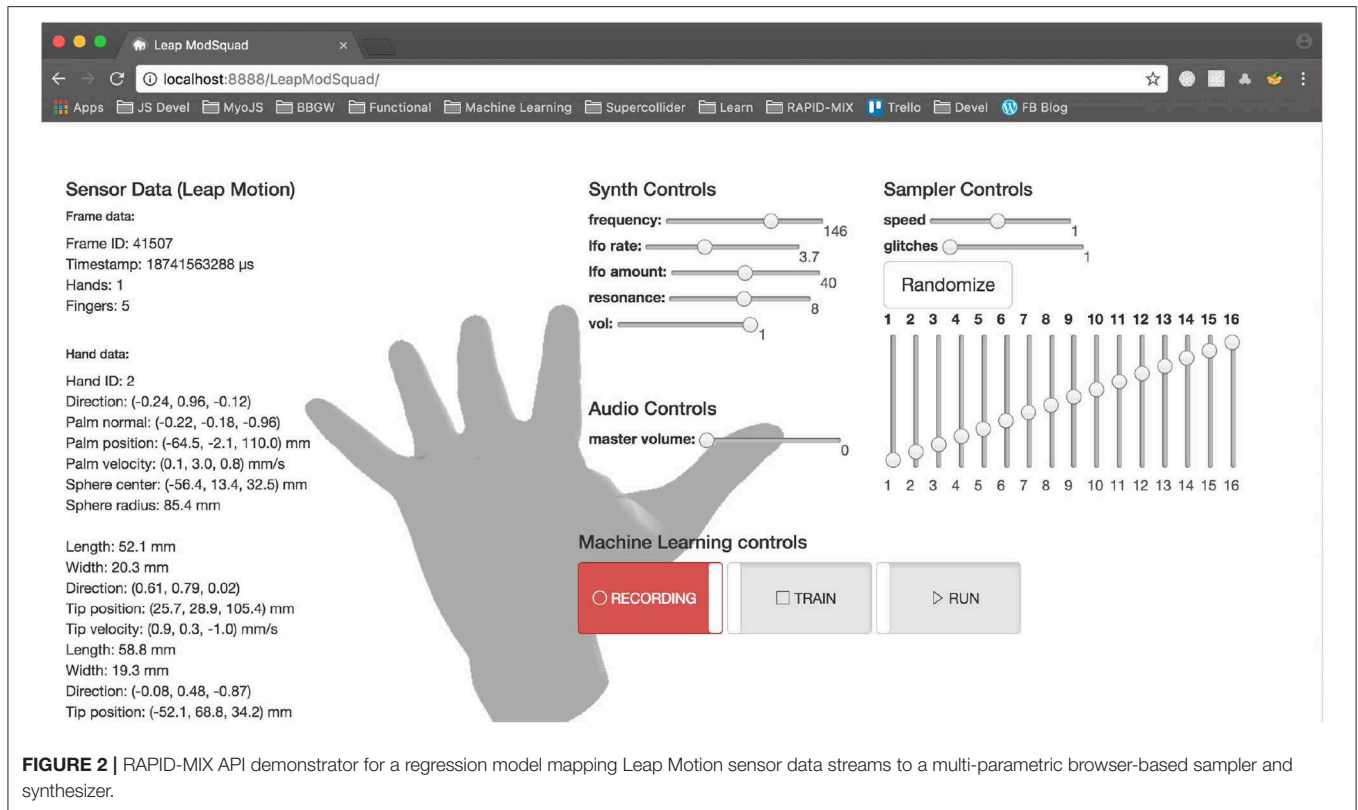 Leap ModSquad
localhost:8888/LeapModSquad/
Apps JS Devel MyoJS BBGW Functional Machine Learning Supercollider Learn RAPID-MIX Trello Devel FB Blog
Sensor Data (Leap Motion)
Frame data:
Frame ID: 41507
Timestamp: 18741563288 μs
Hands: 1
Fingers: 5
Hand data:
Hand ID: 2
Direction: (-0.24, 0.96, -0.12)
Palm normal: (-0.22, -0.18, -0.96)
Palm position: (-64.5, -2.1, 110.0) mm
Palm velocity: (0.1, 3.0, 0.8) mm/s
Sphere center: (-56.4, 13.4, 32.5) mm
Sphere radius: 85.4 mm
Length: 52.1 mm
Width: 20.3 mm
Direction: (0.61, 0.79, 0.02)
Tip position: (25.7, 28.9, 105.4) mm
Tip velocity: (0.9, 0.3, -1.0) mm/s
Length: 58.8 mm
Width: 19.3 mm
Direction: (-0.08, 0.48, -0.87)
Tip position: (-52.1, 68.8, 34.2) mm
Synth Controls
frequency: 146
lfo rate: 3.7
lfo amount: 40
resonance: 8
vol: 1
Audio Controls
master volume: 0
Sampler Controls
speed 1
glitches 1
Randomize
1 2 3 4 5 6 7 8 9 10 11 12 13 14 15 16
1 2 3 4 5 6 7 8 9 10 11 12 13 14 15 16
Machine Learning controls
RECORDING TRAIN RUN
FIGURE 2 | RAPID-MIX API demonstrator for a regression model mapping Leap Motion sensor data streams to a multi-parametric browser-based sampler and
synthesizer.